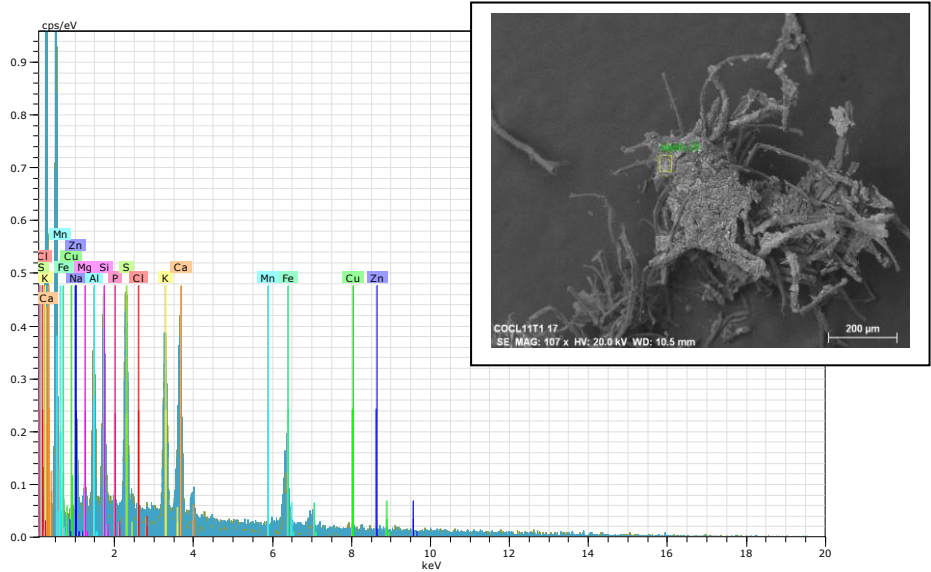 cps/eV
0.9
0.8
0.7
0.6
0.5
0.4
0.3
0.2
0.1
0.0
Mn
Zn
Cl Cu
S Fe Mg Si S Ca
K Na Al P Cl K Mn Fe Cu Zn
Ca
2 4 6 8 10 12 14 16 18 20
keV
COCL11T1 17
SE MAG: 107 x HV: 20.0 kV WD: 10.5 mm
200 µm